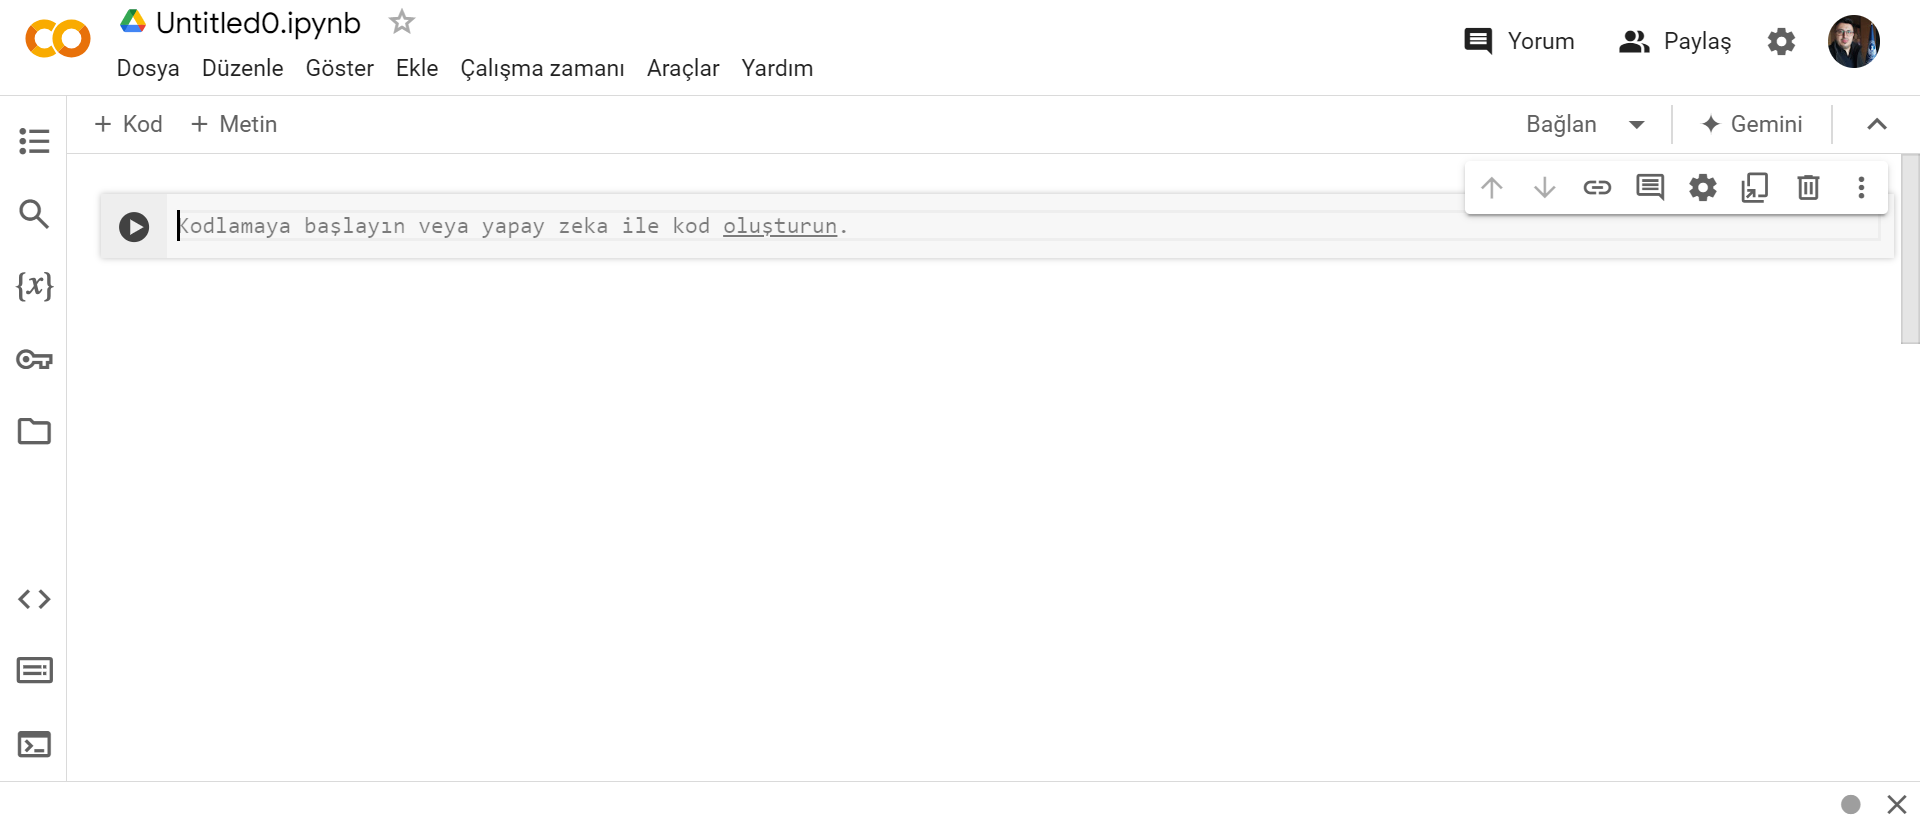 Untitled0.ipynb
Dosya Düzenle Göster Ekle Çalışma zamanı Araçlar Yardım
Yorum Paylaş
+ Kod + Metin
Bağlan Gemini
{x}
Kodlamaya başlayın veya yapay zeka ile kod oluşturun.